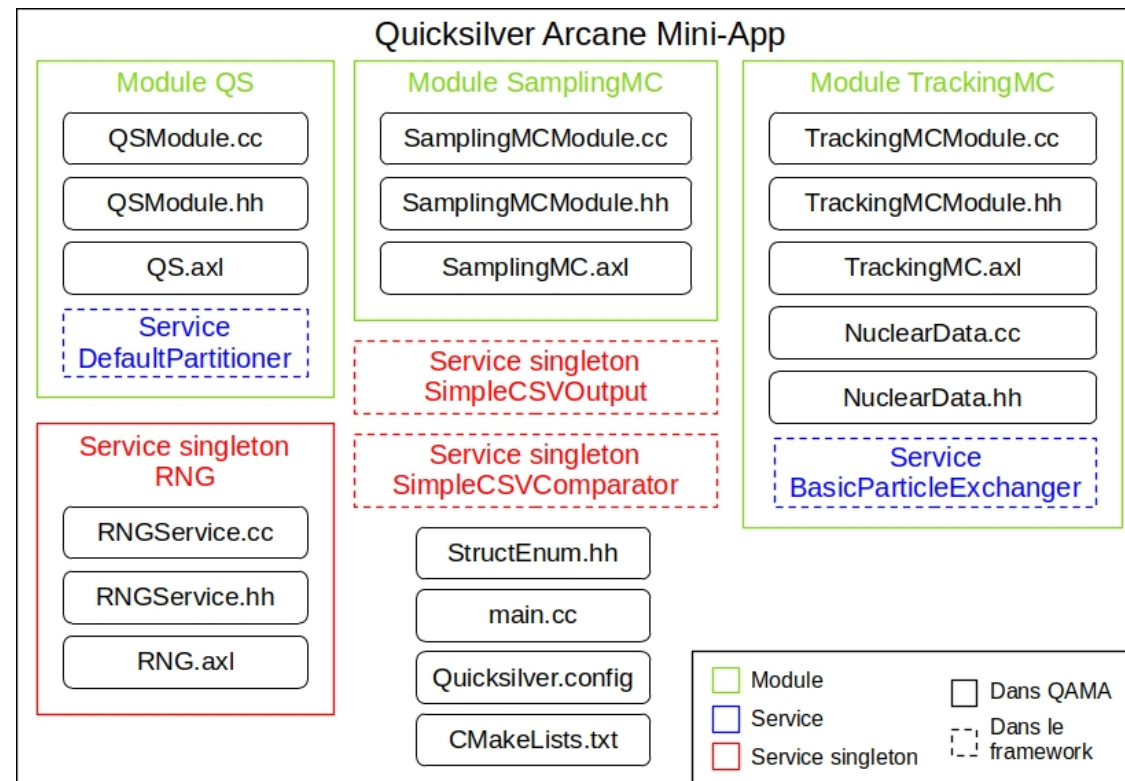 Quicksilver Arcane Mini-App
Module QS
QSModule.cc
QSModule.hh
QS.axl
Service
DefaultPartitioner
Service singleton
RNG
RNGService.cc
RNGService.hh
RNG.axl
Module SamplingMC
SamplingMCModule.cc
SamplingMCModule.hh
SamplingMC.axl
Service singleton
SimpleCSVOutput
Service singleton
SimpleCSVComparator
StructEnum.hh
main.cc
Quicksilver.config
CMakeLists.txt
Module TrackingMC
TrackingMCModule.cc
TrackingMCModule.hh
TrackingMC.axl
NuclearData.cc
NuclearData.hh
Service
BasicParticleExchanger
Module
Service
Service singleton
Dans QAMA
Dans le
framework